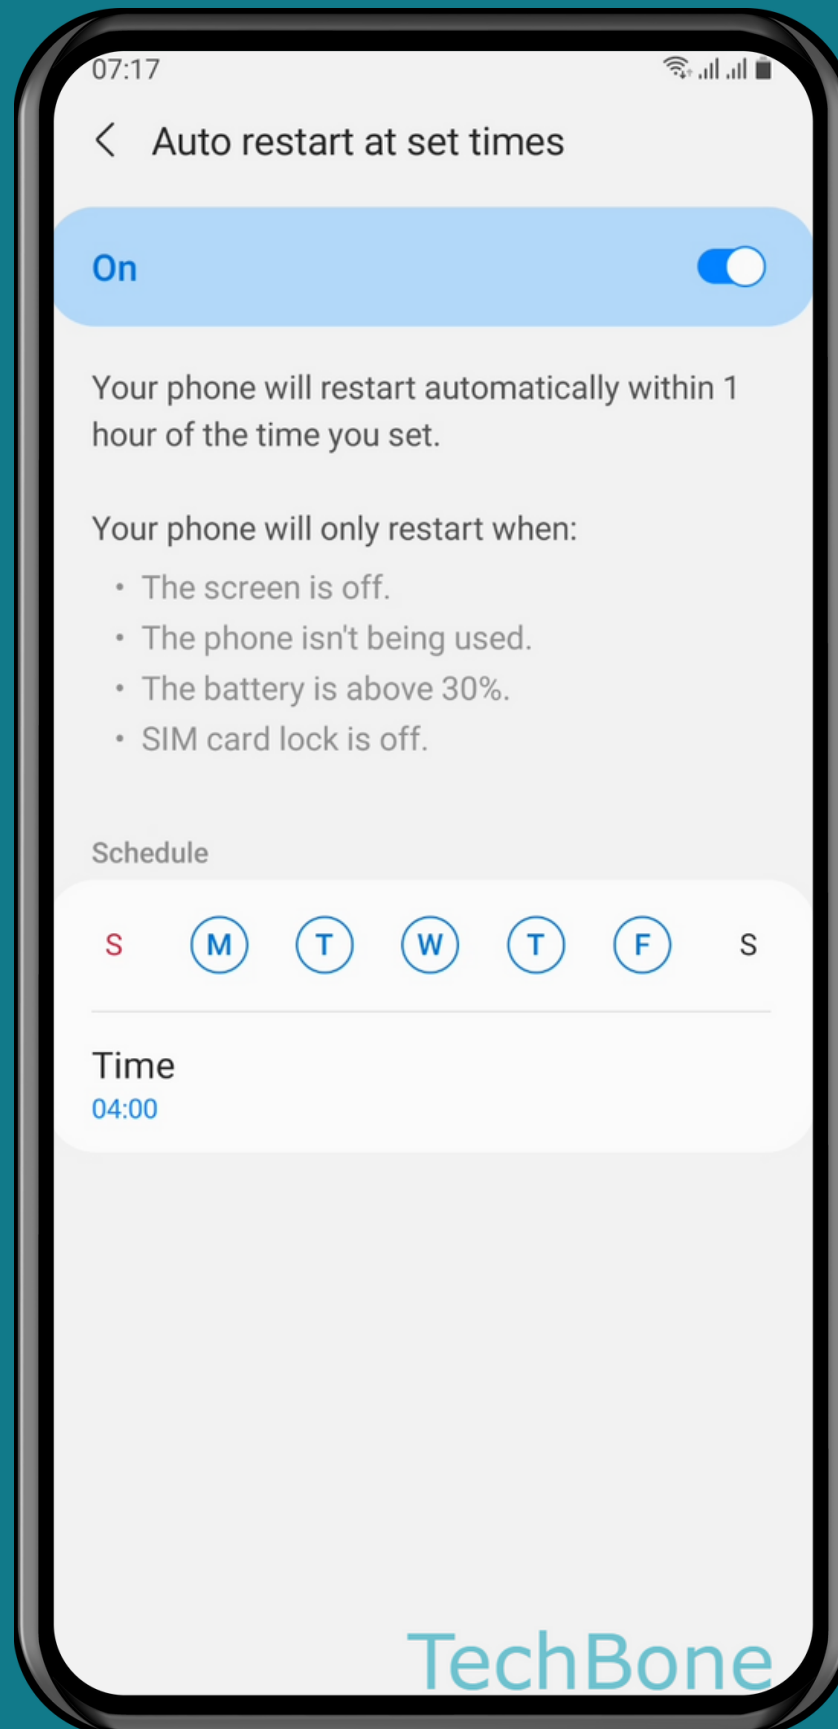 07:17
Auto restart at set times
On
Your phone will restart automatically within 1
hour of the time you set.
Your phone will only restart when:
• The screen is off.
• The phone isn't being used.
• The battery is above 30%.
• SIM card lock is off.
Schedule
S M T W T F S
Time
04:00
TechBone